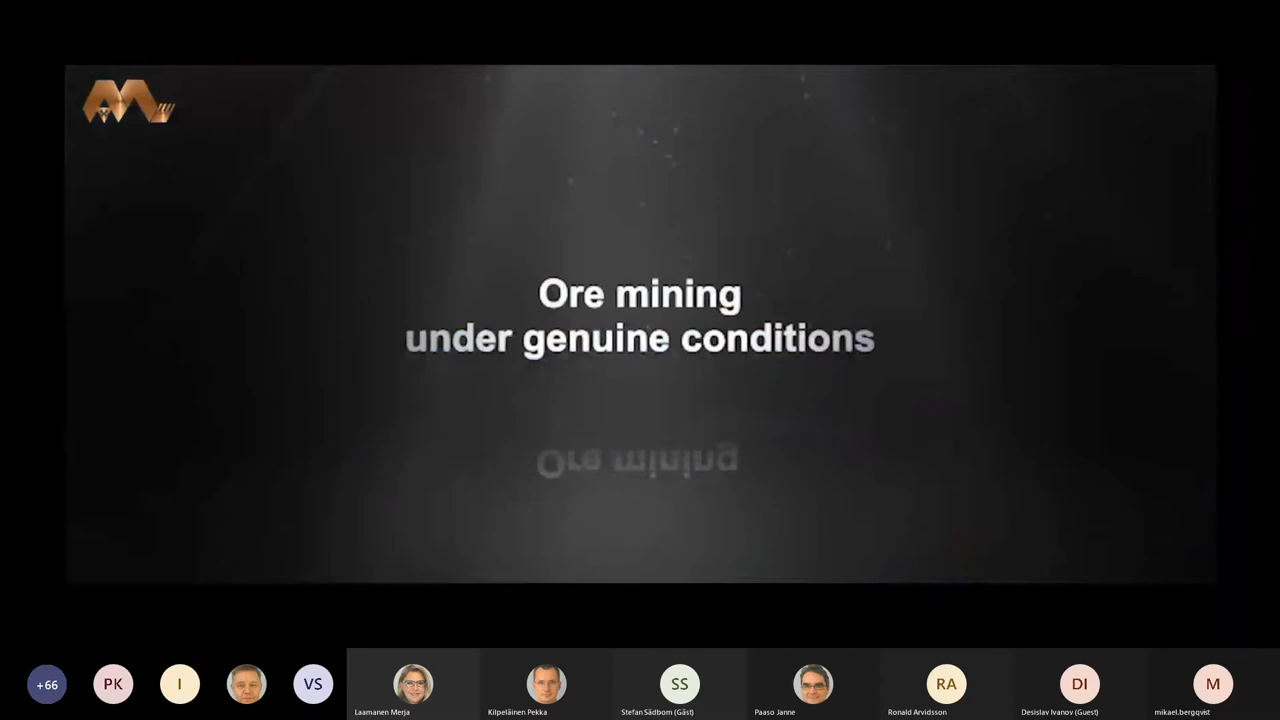 Ore mining
under genuine conditions
Ore mining
+66
PK
I
VS
SS
RA
DI
M
Laamanen Merja
Kilpeläinen Pekka
Stefan Sädbom (Gäst)
Paaso Janne
Ronald Arvidsson
Desislav Ivanov (Guest)
mikael.bergqvist